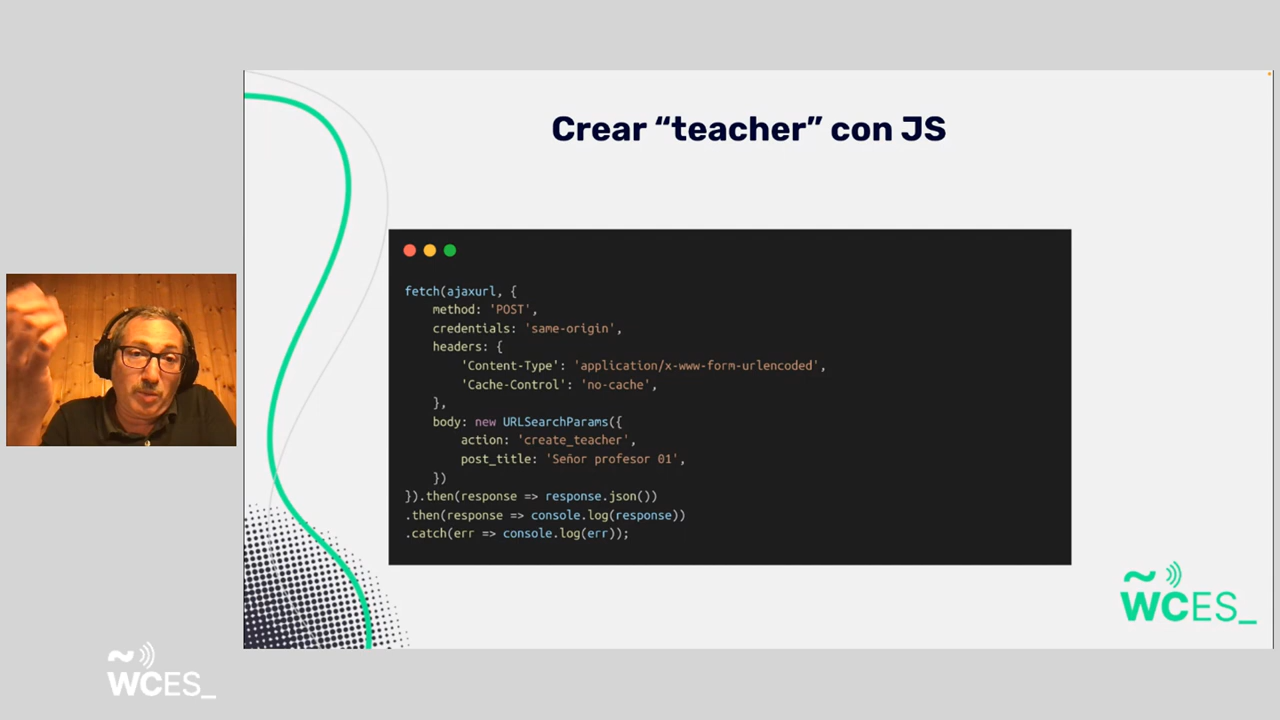 Crear “teacher” con JS
fetch(ajaxurl, {
    method: 'POST',
    credentials: 'same-origin',
    headers: {
        'Content-Type': 'application/x-www-form-urlencoded',
        'Cache-Control': 'no-cache',
    },
    body: new URLSearchParams({
        action: 'create_teacher',
        post_title: 'Señor profesor 01',
    })
}).then(response => response.json())
.then(response => console.log(response))
.catch(err => console.log(err));
~
WCES_
~
WCES_